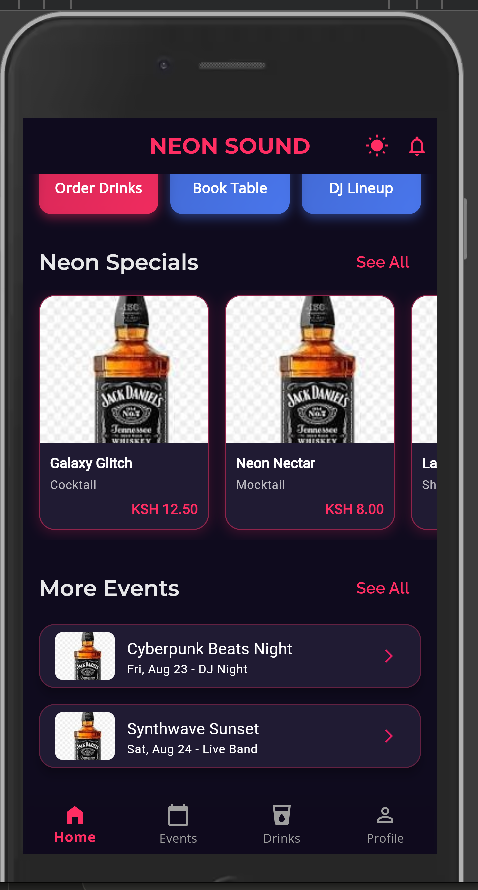 NEON SOUND
Order Drinks
Book Table
DJ Lineup
Neon Specials
See All
JACK DANIEL'S
OLD
No.7
Tennessee
WHISKEY
JACK DANIEL'S
OLD
No.7
Tennessee
WHISKEY
Galaxy Glitch
Cocktail
KSH 12.50
Neon Nectar
Mocktail
KSH 8.00
La
Sh
More Events
See All
Cyberpunk Beats Night
Fri, Aug 23 - DJ Night
Synthwave Sunset
Sat, Aug 24 - Live Band
Home
Events
Drinks
Profile